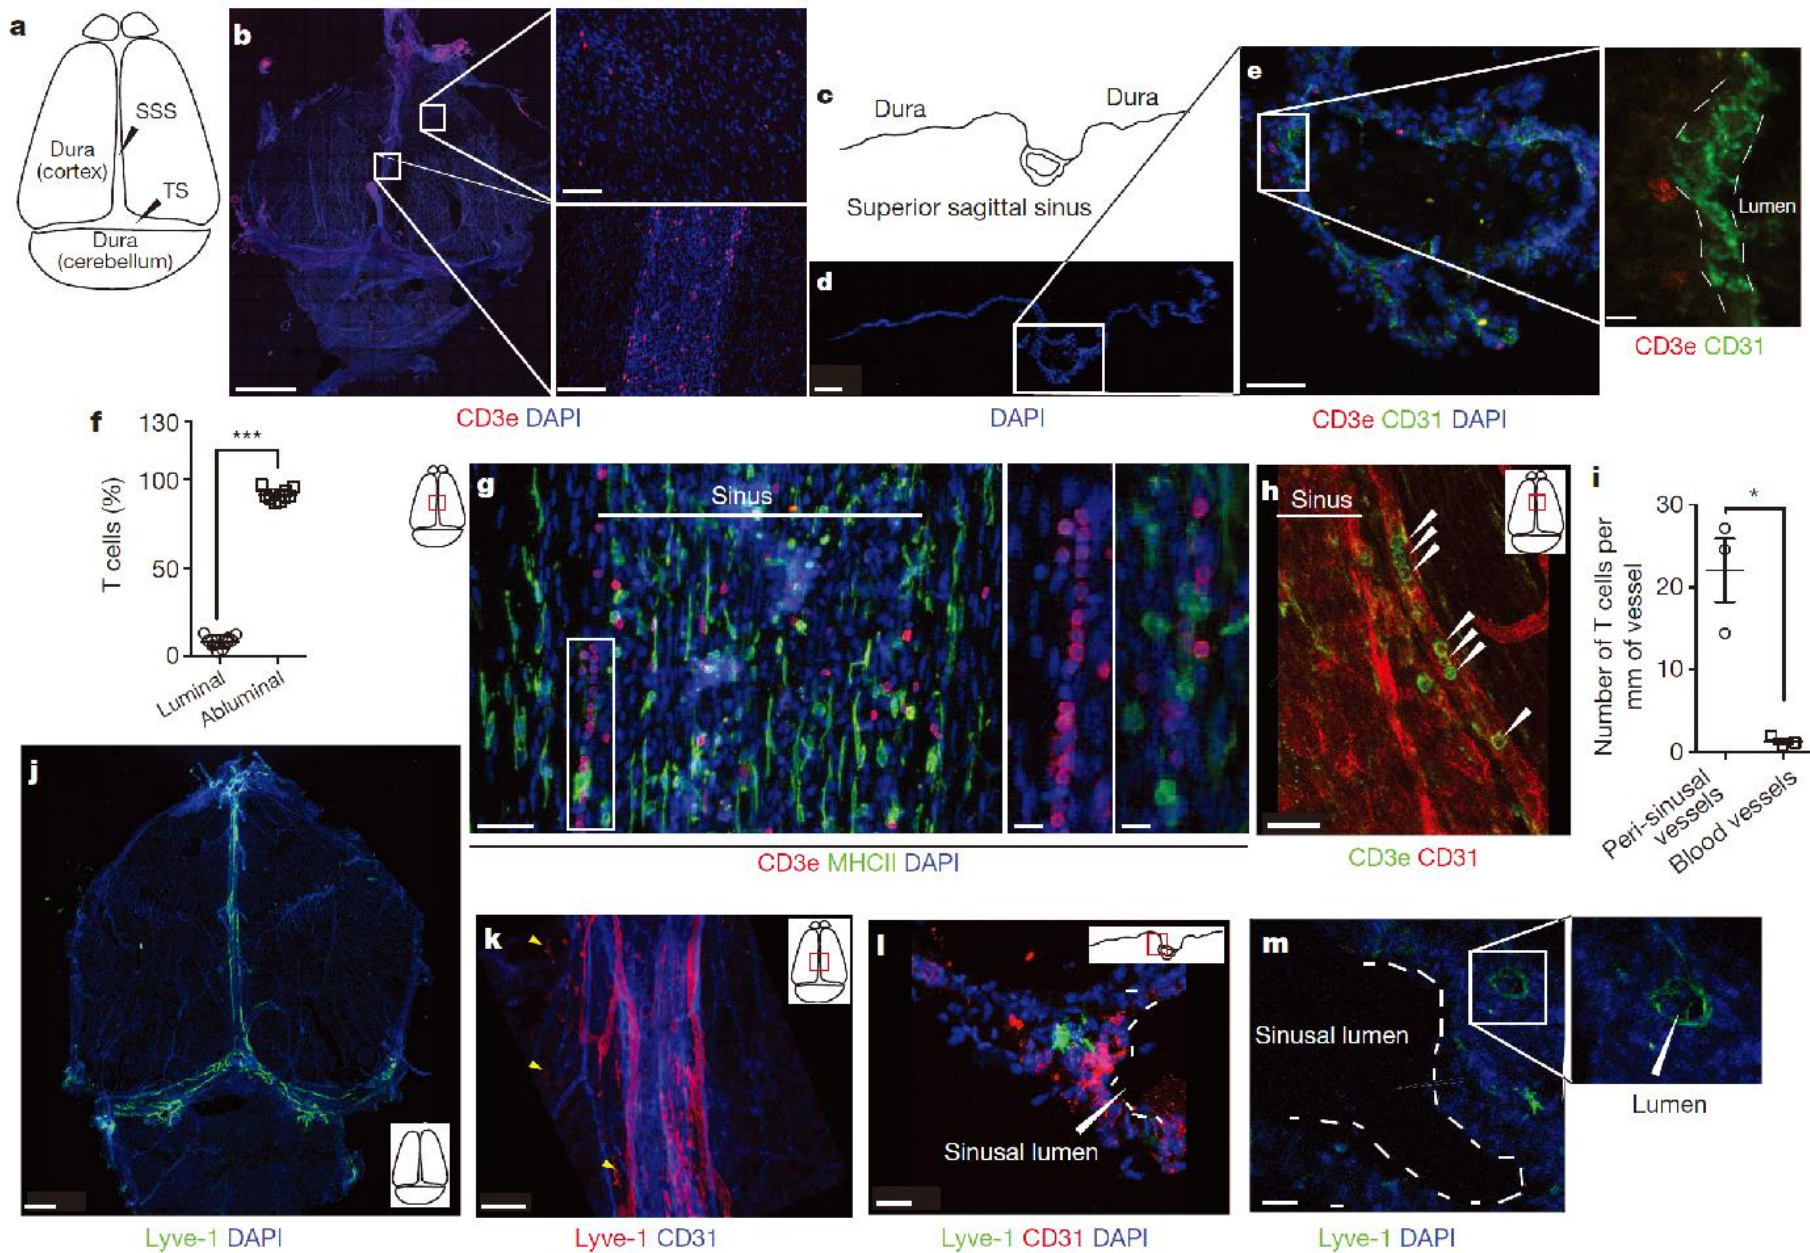 a
SSS
Dura
(cortex)
TS
Dura
(cerebellum)
b
CD3e DAPI
c
Dura
Dura
Superior sagittal sinus
d
DAPI
e
CD3e CD31 DAPI
Lumen
CD3e CD31
f
T cells (%)
130
100
50
0
***
Luminal
Abluminal
g
Sinus
CD3e MHCII DAPI
h
Sinus
CD3e CD31
i
Number of T cells per
mm of vessel
30
20
10
0
*
Peri-sinusal
vessels
Blood vessels
j
Lyve-1 DAPI
k
Lyve-1 CD31
l
Sinusal lumen
Lyve-1 CD31 DAPI
m
Sinusal lumen
Lyve-1 DAPI
Lumen